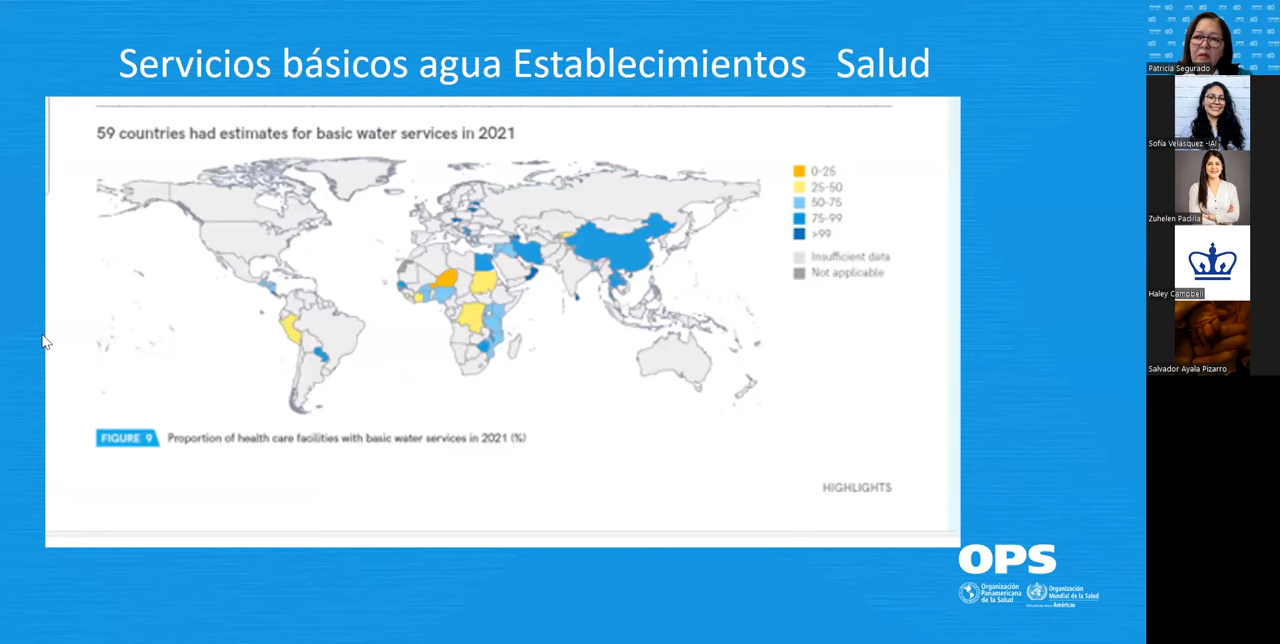 Servicios básicos agua Establecimientos Salud
59 countries had estimates for basic water services in 2021
0-25
25-50
50-75
75-99
>99
Insufficient data
Not applicable
FIGURE 9 Proportion of health care facilities with basic water services in 2021 (%)
HIGHLIGHTS
OPS
Organización
Panamericana
de la Salud
Organización
Mundial de la Salud
Américas
Patricia Segurado
Sofía Velásquez -IAI
Zuhelen Padilla
Haley Campbell
Salvador Ayala Pizarro